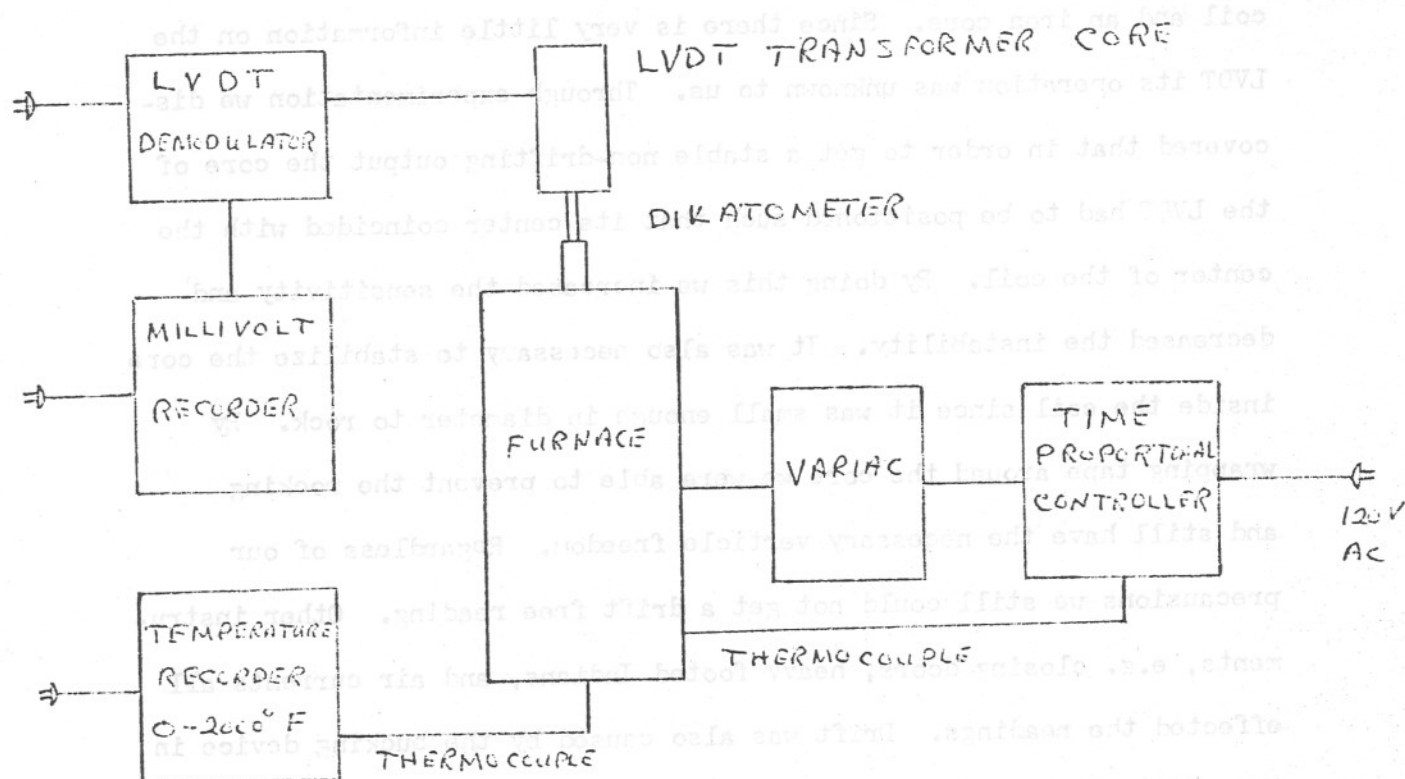 LVDT
DEMODULATOR
LVDT TRANSFORMER CORE
DILATOMETER
MILLIVOLT
RECORDER
FURNACE
VARIAC
TIME
PROPORTIONAL
CONTROLLER
120V
AC
THERMOCOUPLE
TEMPERATURE
RECORDER
0-2000° F
THERMOCOUPLE
coil and an iron core. Since there is very little information on the
LVDT its operation was unknown to us. Through experimentation we dis-
covered that in order to get a stable non-drifting output the core of
the LVDT had to be positioned such that its center coincided with the
center of the coil. By doing this we increased the sensitivity and
decreased the instability. It was also necessary to stabilize the core
inside the coil since it was small enough in diameter to rock. By
wrapping tape around the core we were able to prevent the rocking
and still have the necessary verticle freedom. Regardless of our
precausions we still could not get a drift free reading. Other instru-
ments, e.g. closing doors, heavy footed Indians, and air currents all
effected the readings. Drift was also caused by the bucking device in